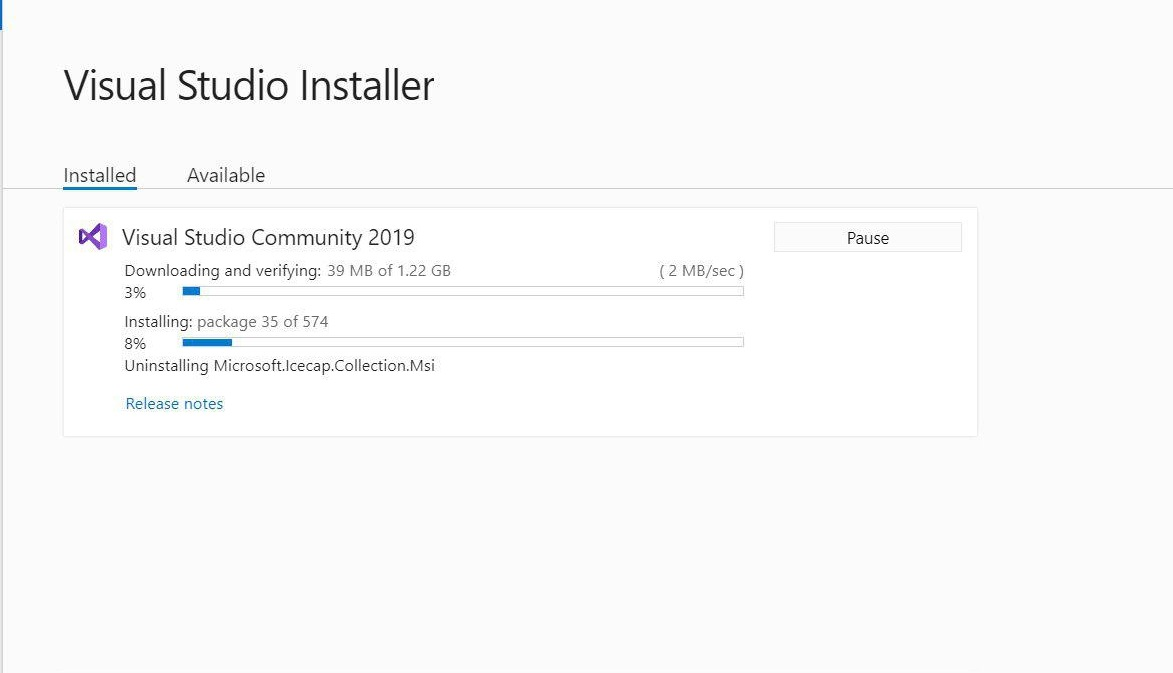 Visual Studio Installer
Installed Available
Visual Studio Community 2019 Pause
Downloading and verifying: 39 MB of 1.22 GB ( 2 MB/sec )
3%
Installing: package 35 of 574
8%
Uninstalling Microsoft.Icecap.Collection.Msi
Release notes